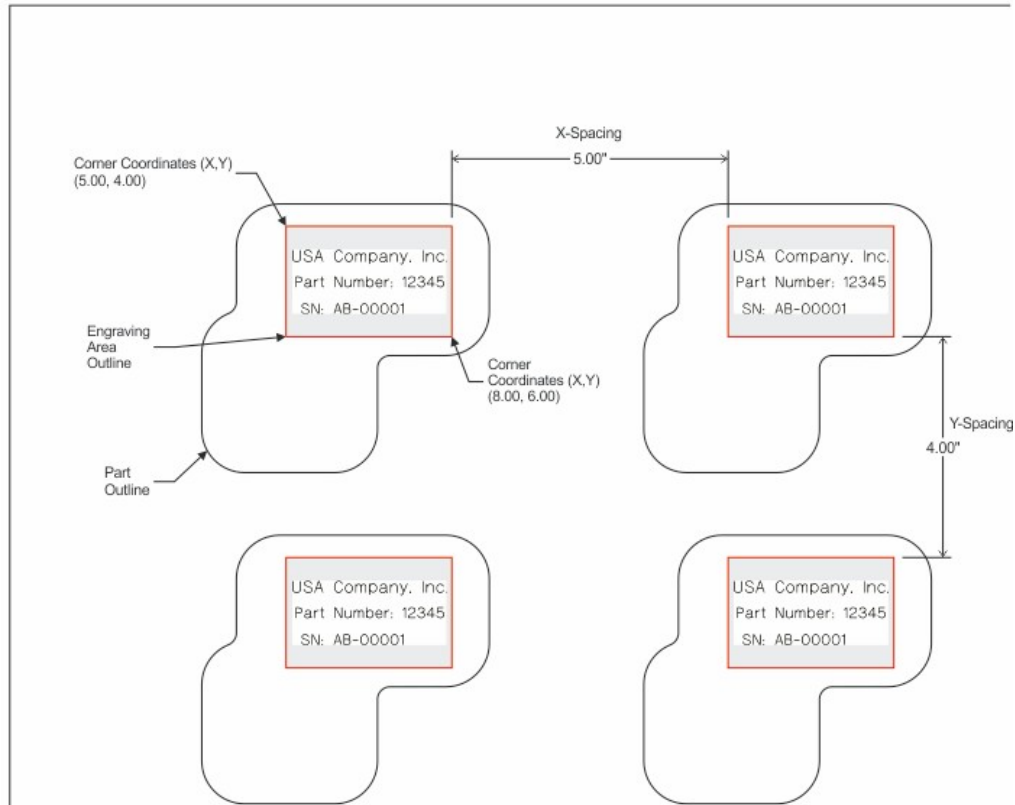 X-Spacing
5.00"
Corner Coordinates (X,Y)
(5.00, 4.00)
USA Company, Inc.
Part Number: 12345
SN: AB-00001
USA Company, Inc.
Part Number: 12345
SN: AB-00001
Engraving
Area
Outline
Corner
Coordinates (X,Y)
(8.00, 6.00)
Y-Spacing
4.00"
Part
Outline
USA Company, Inc.
Part Number: 12345
SN: AB-00001
USA Company, Inc.
Part Number: 12345
SN: AB-00001